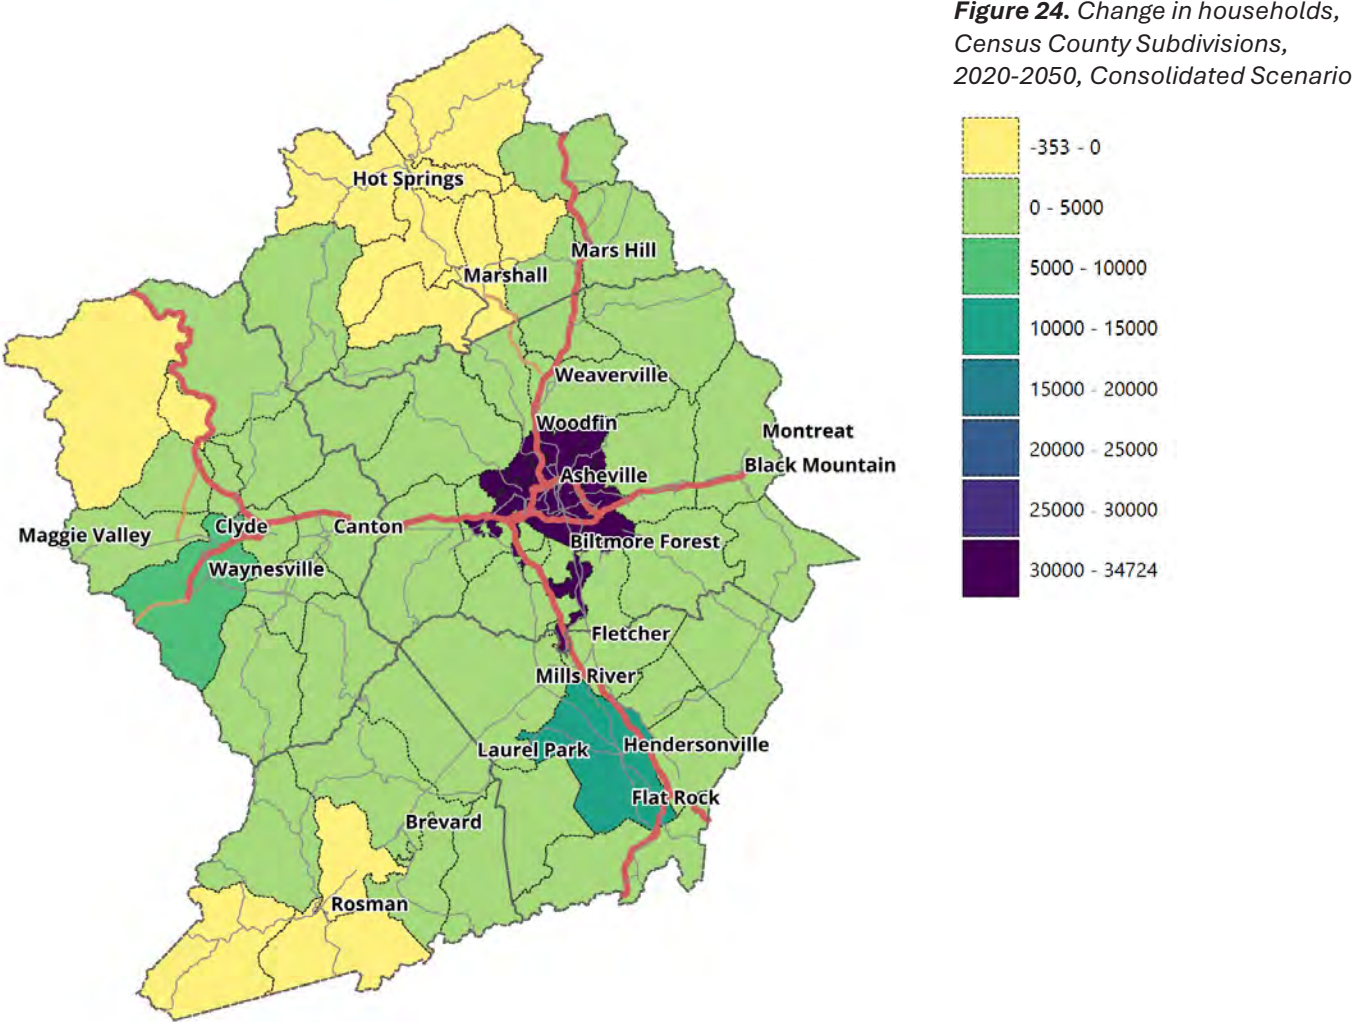 Figure 24. Change in households,
Census County Subdivisions,
2020-2050, Consolidated Scenario
-353 - 0
0 - 5000
5000 - 10000
10000 - 15000
15000 - 20000
20000 - 25000
25000 - 30000
30000 - 34724
Hot Springs
Mars Hill
Marshall
Weaverville
Woodfin
Montreat
Black Mountain
Asheville
Maggie Valley
Clyde
Canton
Biltmore Forest
Waynesville
Fletcher
Mills River
Laurel Park
Hendersonville
Flat Rock
Brevard
Rosman